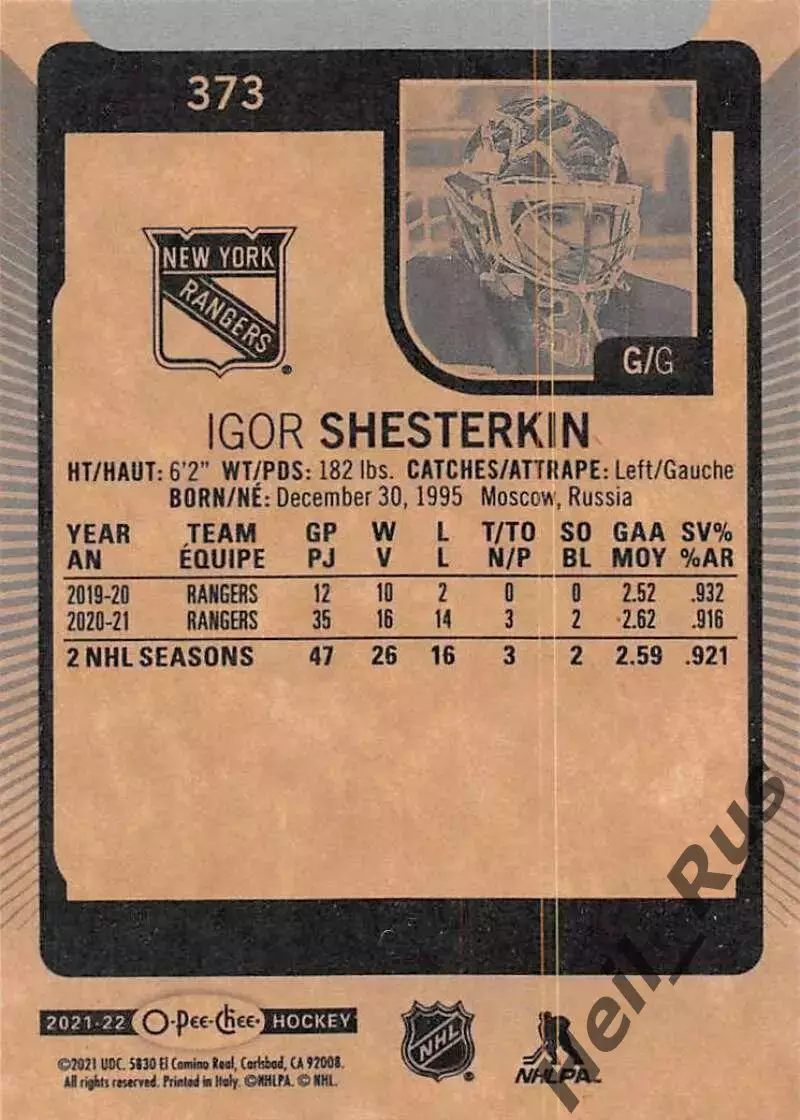 373
NEW YORK
RANGERS
G/G
IGOR SHESTERKIN
HT/HAUT: 6'2" WT/PDS: 182 lbs. CATCHES/ATTRAPE: Left/Gauche
BORN/NÉ: December 30, 1995 Moscow, Russia
YEAR TEAM GP W L T/TO SO GAA SV%
AN ÉQUIPE PJ V L N/P BL MOY %AR
2019-20 RANGERS 12 10 2 0 0 2.52 .932
2020-21 RANGERS 35 16 14 3 2 2.62 .916
2 NHL SEASONS 47 26 16 3 2 2.59 .921
2021-22 O-Pee-Chee HOCKEY
NHL
NHLPA
©2021 UDC. 5830 El Camino Real, Carlsbad, CA 92008.
All rights reserved. Printed in Italy. ©NHLPA. © NHL.
Heil_Rus